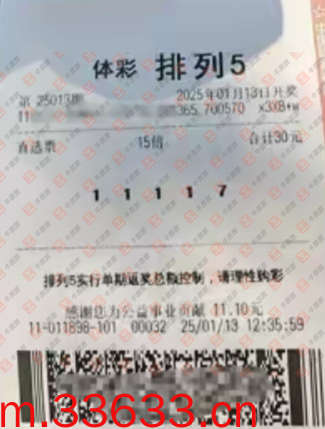 体彩 排列5
第 25013期 2025年01月13日开奖
11 365.700570 x3XB+w
直选票 15倍 合计30元
1 1 1 1 7
排列5实行单期返奖总额控制，请理性购彩
感谢您为公益事业贡献 11.10元
11-011898-101 00032 25/01/13 12:35:59
m.33633.cn